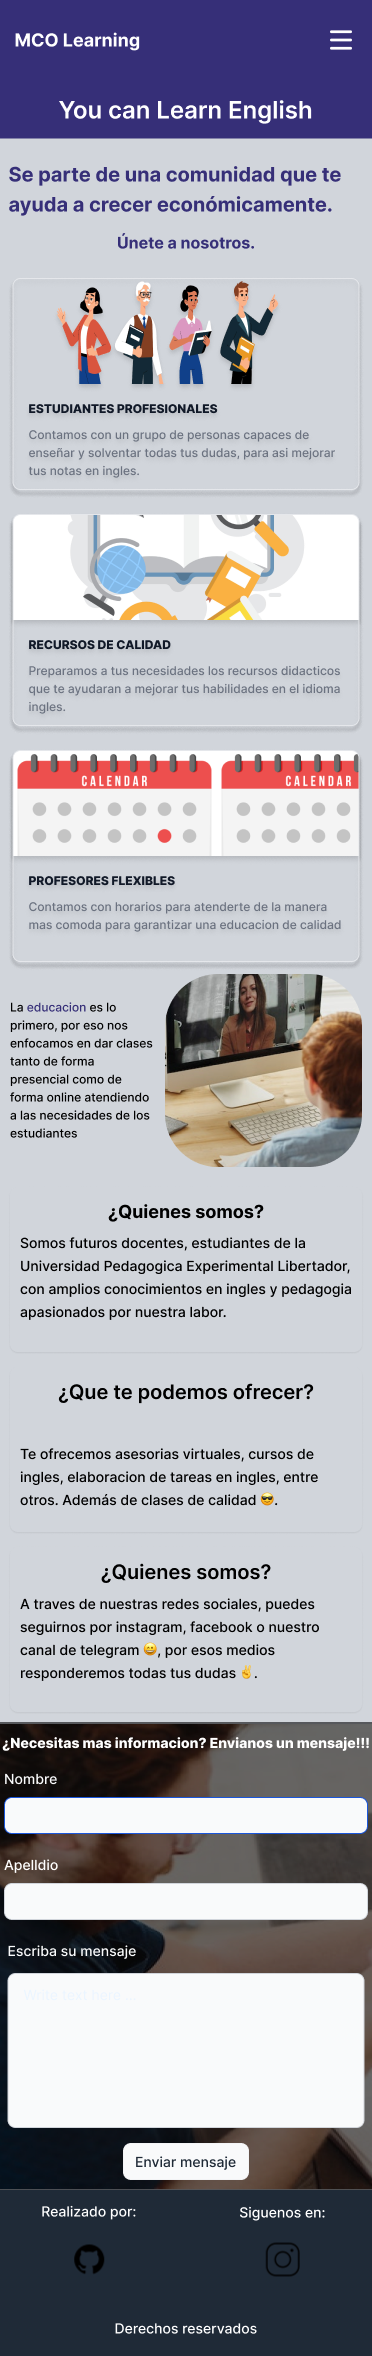 MCO Learning
You can Learn English
Se parte de una comunidad que te
ayuda a crecer económicamente.
Únete a nosotros.
ESTUDIANTES PROFESIONALES
Contamos con un grupo de personas capaces de
enseñar y solventar todas tus dudas, para asi mejorar
tus notas en ingles.
RECURSOS DE CALIDAD
Preparamos a tus necesidades los recursos didacticos
que te ayudaran a mejorar tus habilidades en el idioma
ingles.
CALENDAR CALENDAR
PROFESORES FLEXIBLES
Contamos con horarios para atenderte de la manera
mas comoda para garantizar una educacion de calidad
La educacion es lo
primero, por eso nos
enfocamos en dar clases
tanto de forma
presencial como de
forma online atendiendo
a las necesidades de los
estudiantes
¿Quienes somos?
Somos futuros docentes, estudiantes de la
Universidad Pedagogica Experimental Libertador,
con amplios conocimientos en ingles y pedagogia
apasionados por nuestra labor.
¿Que te podemos ofrecer?
Te ofrecemos asesorias virtuales, cursos de
ingles, elaboracion de tareas en ingles, entre
otros. Además de clases de calidad 😎.
¿Quienes somos?
A traves de nuestras redes sociales, puedes
seguirnos por instagram, facebook o nuestro
canal de telegram 😄, por esos medios
responderemos todas tus dudas 🤞.
¿Necesitas mas informacion? Envianos un mensaje!!!
Nombre
Apelldio
Escriba su mensaje
Enviar mensaje
Realizado por:
Siguenos en:
Derechos reservados